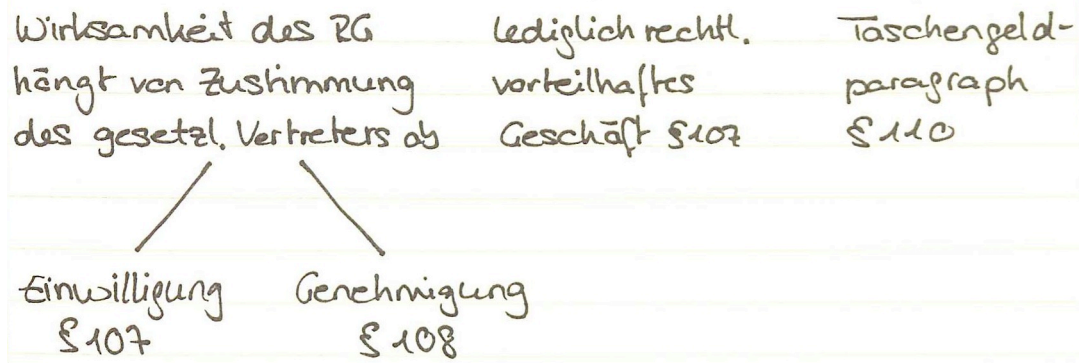 Wirksamkeit des RG
hängt von Zustimmung
des gesetzl. Vertreters ab
lediglich rechtl.
vorteilhaftes
Geschäft §107
Taschengeld-
paragraph
§110
Einwilligung
§107
Genehmigung
§108